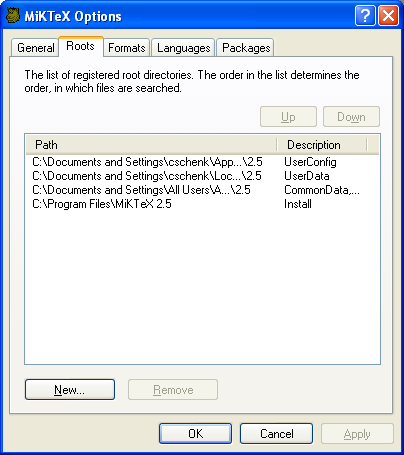 MiKTeX Options
General Roots Formats Languages Packages
The list of registered root directories. The order in the list determines the
order, in which files are searched.
Up Down
Path Description
C:\Documents and Settings\cschenk\App...\2.5 UserConfig
C:\Documents and Settings\cschenk\Loc...\2.5 UserData
C:\Documents and Settings\All Users\A...\2.5 CommonData,...
C:\Program Files\MiKTeX 2.5 Install
New... Remove
OK Cancel Apply